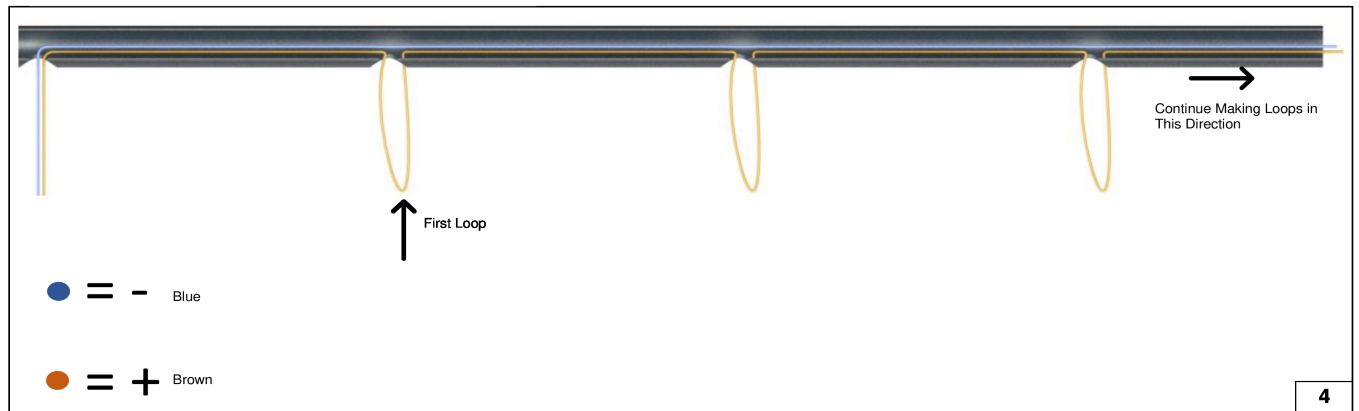 Continue Making Loops in
This Direction
First Loop
= - Blue
= + Brown
4